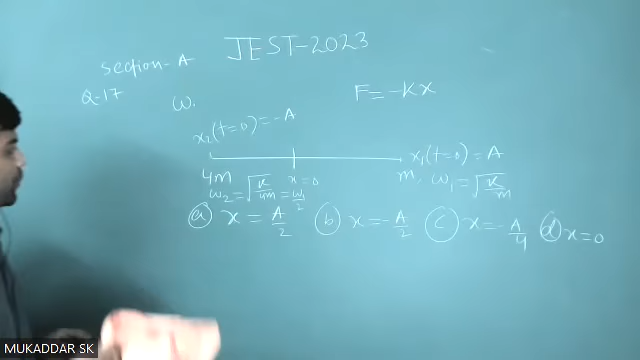 JEST-2023
section-A
Q.17
ω.
F=-Kx
x₂(t=0)=-A
x₁(t=0)=A
x=0
4m
m,
ω₂=√(K/4m)=ω₁/2
ω₁=√(K/m)
(a) x=A/2 (b) x=-A/2 (c) x=-A/4 (d) x=0
MUKADDAR SK